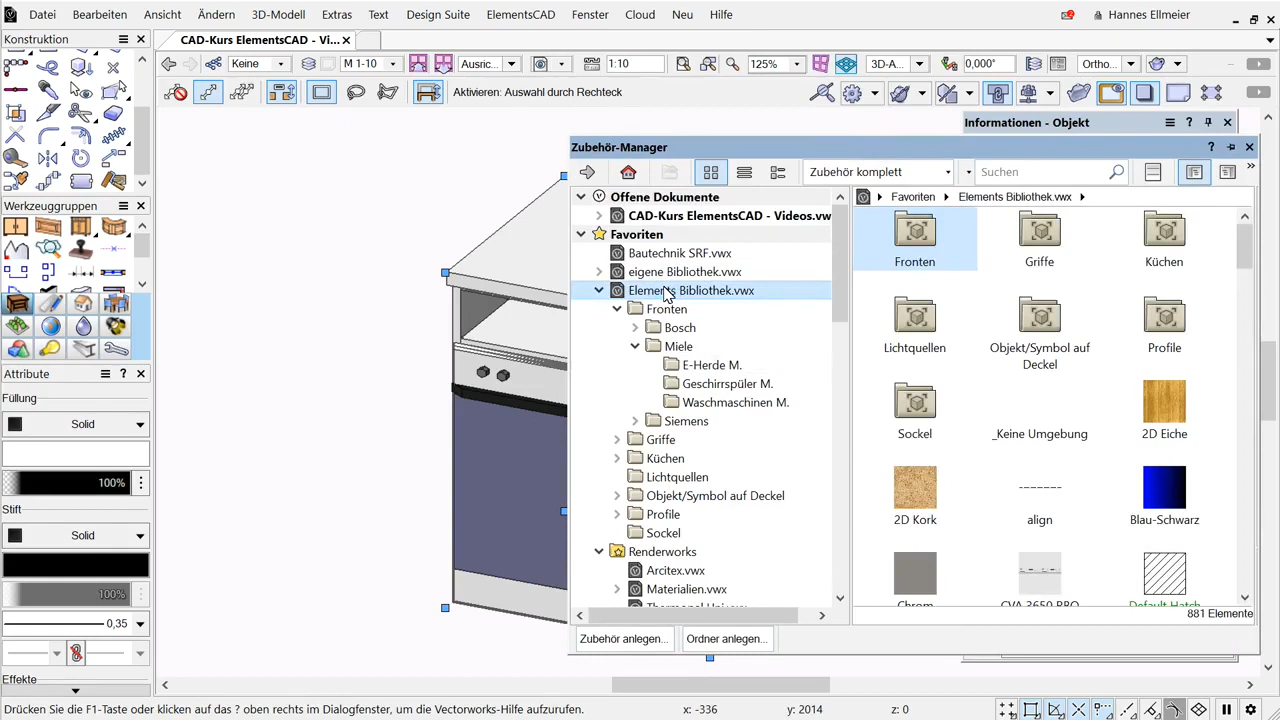 Datei Bearbeiten Ansicht Ändern 3D-Modell Extras Text Design Suite ElementsCAD Fenster Cloud Neu Hilfe Hannes Ellmeier
Konstruktion
CAD-Kurs ElementsCAD - Vi...
Keine M 1-10 Ausric... 1:10 125% 3D-A... 0,000° Ortho...
Aktivieren: Auswahl durch Rechteck
Informationen - Objekt
Zubehör-Manager
Zubehör komplett Suchen
Offene Dokumente
CAD-Kurs ElementsCAD - Videos.vw
Favoriten
Bautechnik SRF.vwx
eigene Bibliothek.vwx
Elements Bibliothek.vwx
Fronten
Bosch
Miele
E-Herde M.
Geschirrspüler M.
Waschmaschinen M.
Siemens
Griffe
Küchen
Lichtquellen
Objekt/Symbol auf Deckel
Profile
Sockel
Renderworks
Arcitex.vwx
Materialien.vwx
Favoriten Elements Bibliothek.vwx
Fronten Griffe Küchen
Lichtquellen Objekt/Symbol auf Deckel Profile
Sockel _Keine Umgebung 2D Eiche
2D Kork align Blau-Schwarz
Chrom CVA 3650 PRO Default Hatch
881 Elemente
Zubehör anlegen... Ordner anlegen...
Werkzeuggruppen
Attribute
Füllung
Solid
100%
Stift
Solid
100%
0,35
Effekte
Drücken Sie die F1-Taste oder klicken auf das ? oben rechts im Dialogfenster, um die Vectorworks-Hilfe aufzurufen. x: -336 y: 2014 z: 0